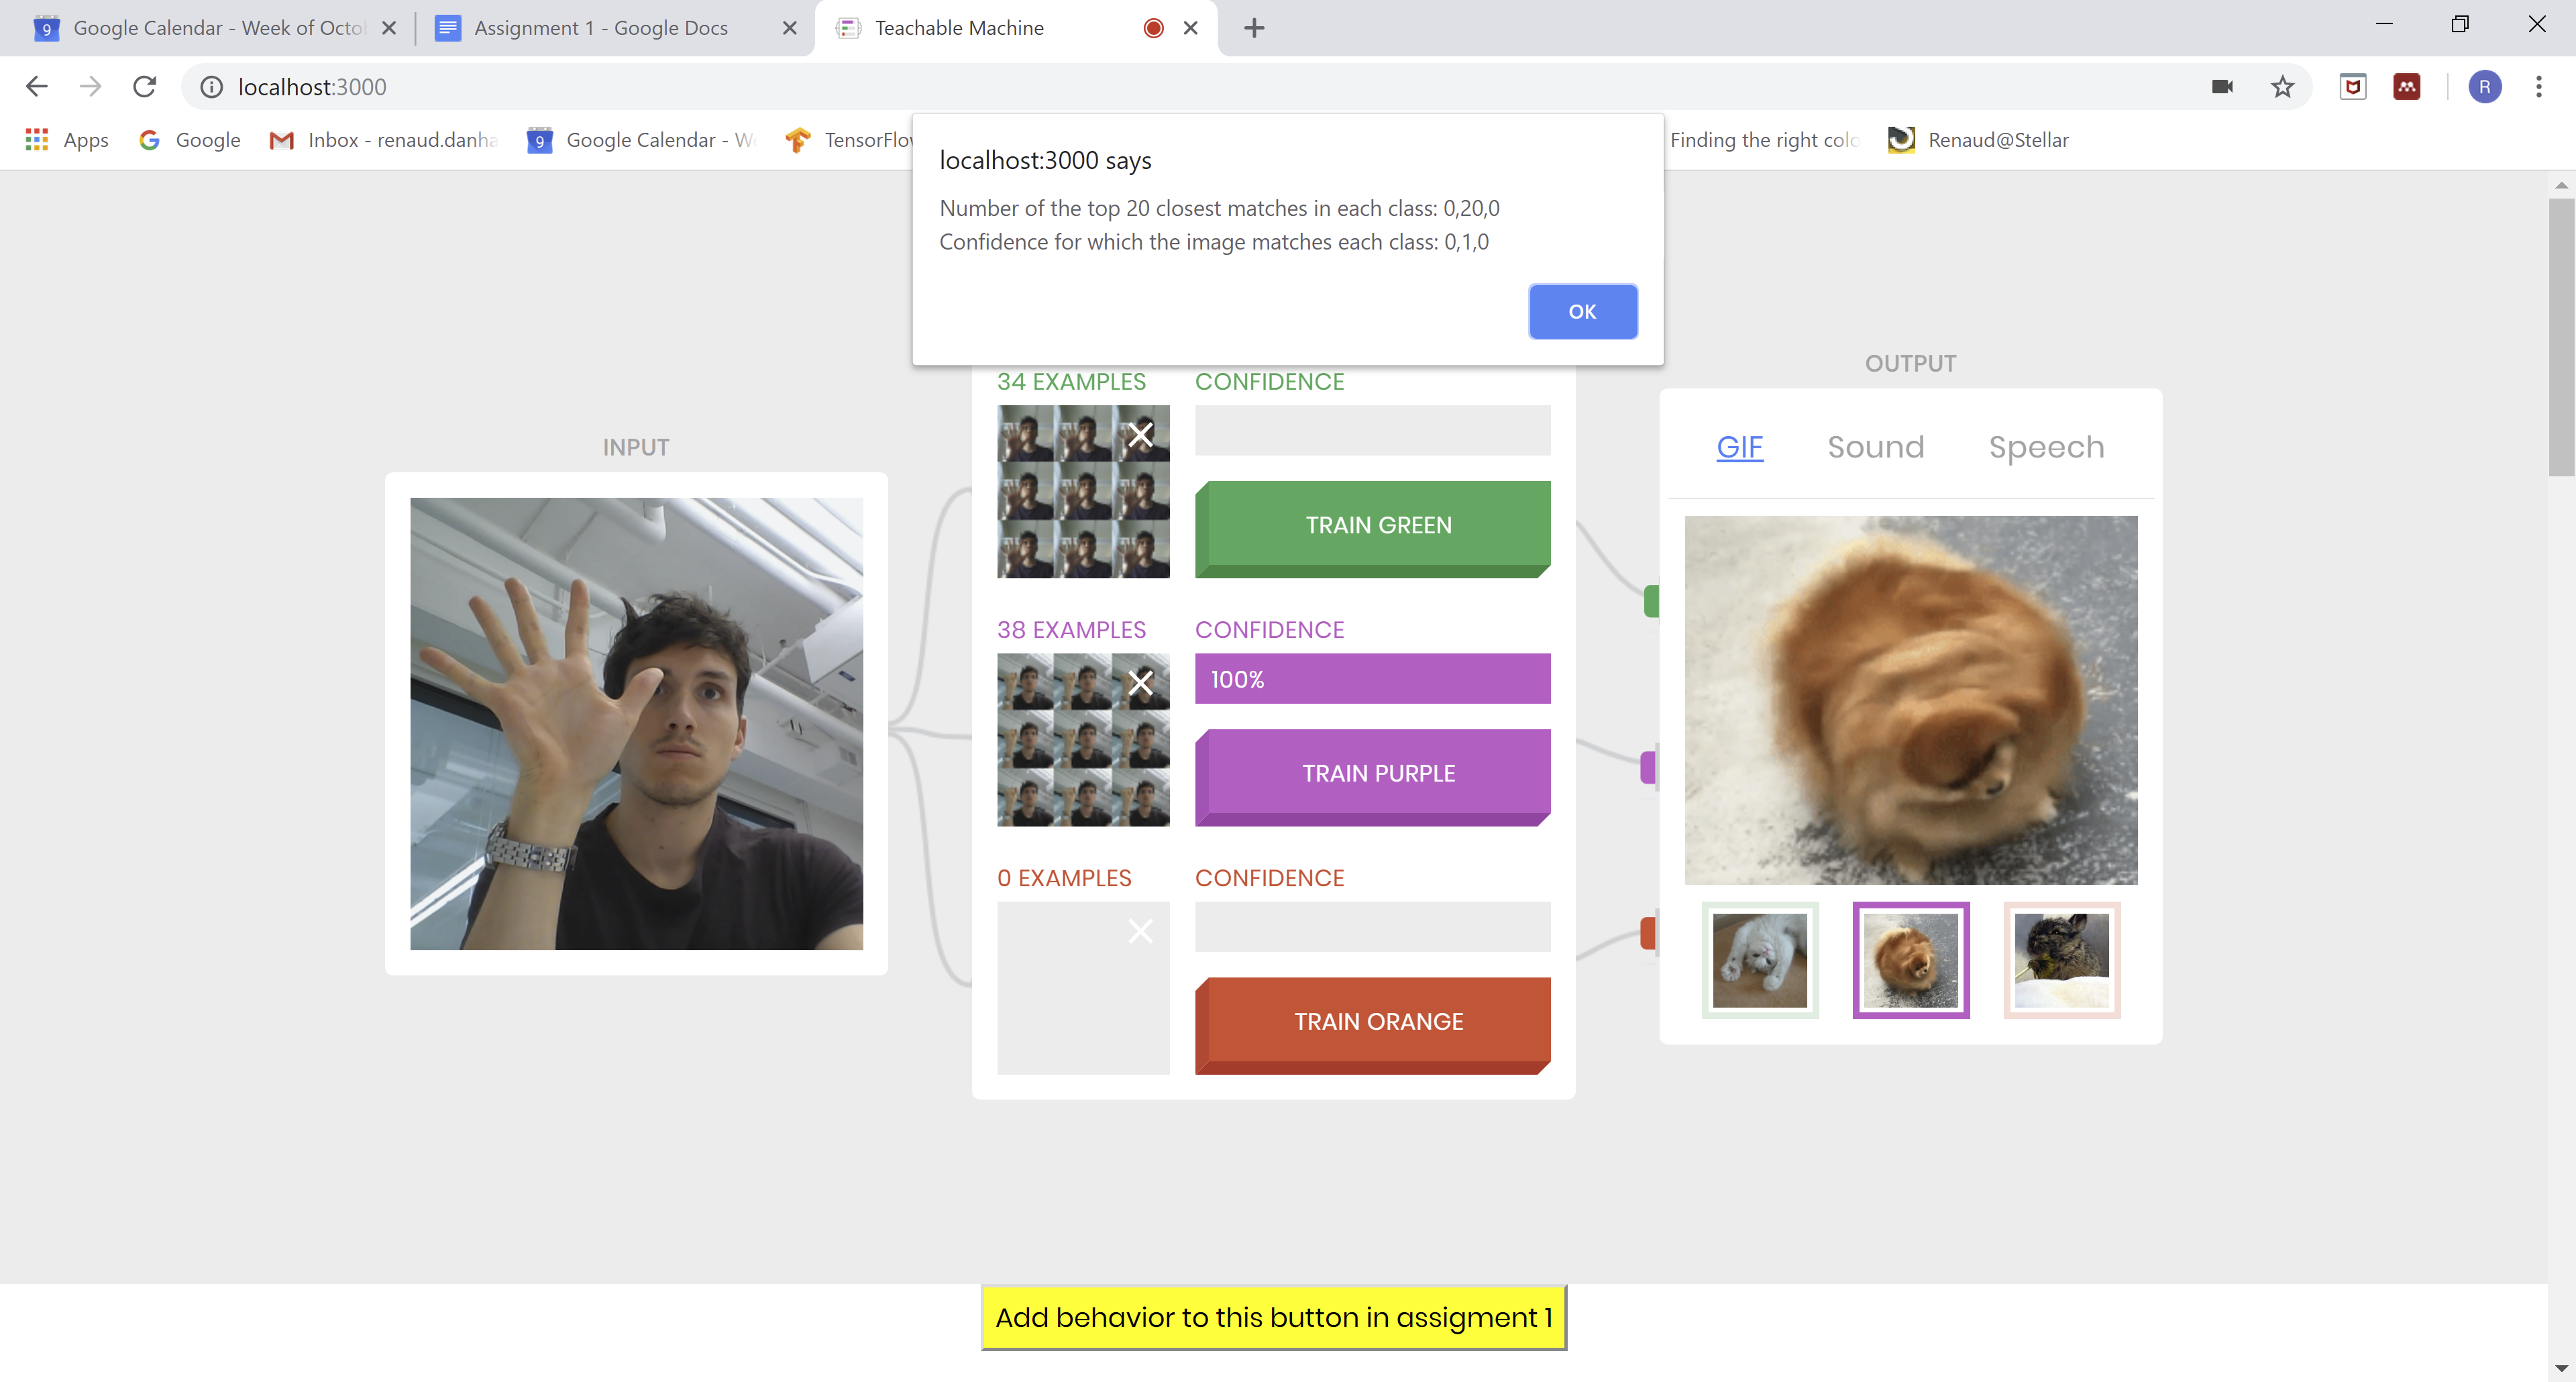 Google Calendar - Week of Octo
Assignment 1 - Google Docs
Teachable Machine
localhost:3000
R
Apps
Google
Inbox - renaud.danha
9
Google Calendar - W
TensorFlo
Finding the right colo
Renaud@Stellar
localhost:3000 says
Number of the top 20 closest matches in each class: 0,20,0
Confidence for which the image matches each class: 0,1,0
OK
INPUT
34 EXAMPLES
CONFIDENCE
TRAIN GREEN
38 EXAMPLES
CONFIDENCE
100%
TRAIN PURPLE
0 EXAMPLES
CONFIDENCE
TRAIN ORANGE
OUTPUT
GIF Sound Speech
Add behavior to this button in assigment 1